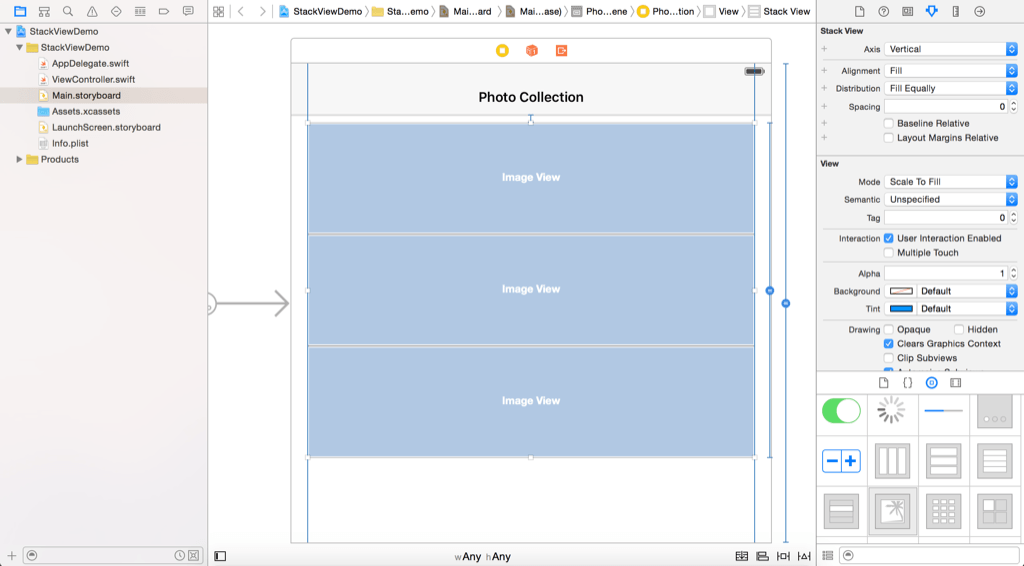 StackViewDemo
StackViewDemo
AppDelegate.swift
ViewController.swift
Main.storyboard
Assets.xcassets
LaunchScreen.storyboard
Info.plist
Products
StackViewDemo
Sta…emo
Mai…ard
Mai…ase)
Pho…ene
Pho…tion
View
Stack View
Photo Collection
Image View
Image View
Image View
wAny hAny
Stack View
Axis Vertical
Alignment Fill
Distribution Fill Equally
Spacing 0
Baseline Relative
Layout Margins Relative
View
Mode Scale To Fill
Semantic Unspecified
Tag 0
Interaction User Interaction Enabled
Multiple Touch
Alpha 1
Background Default
Tint Default
Drawing Opaque Hidden
Clears Graphics Context
Clip Subviews